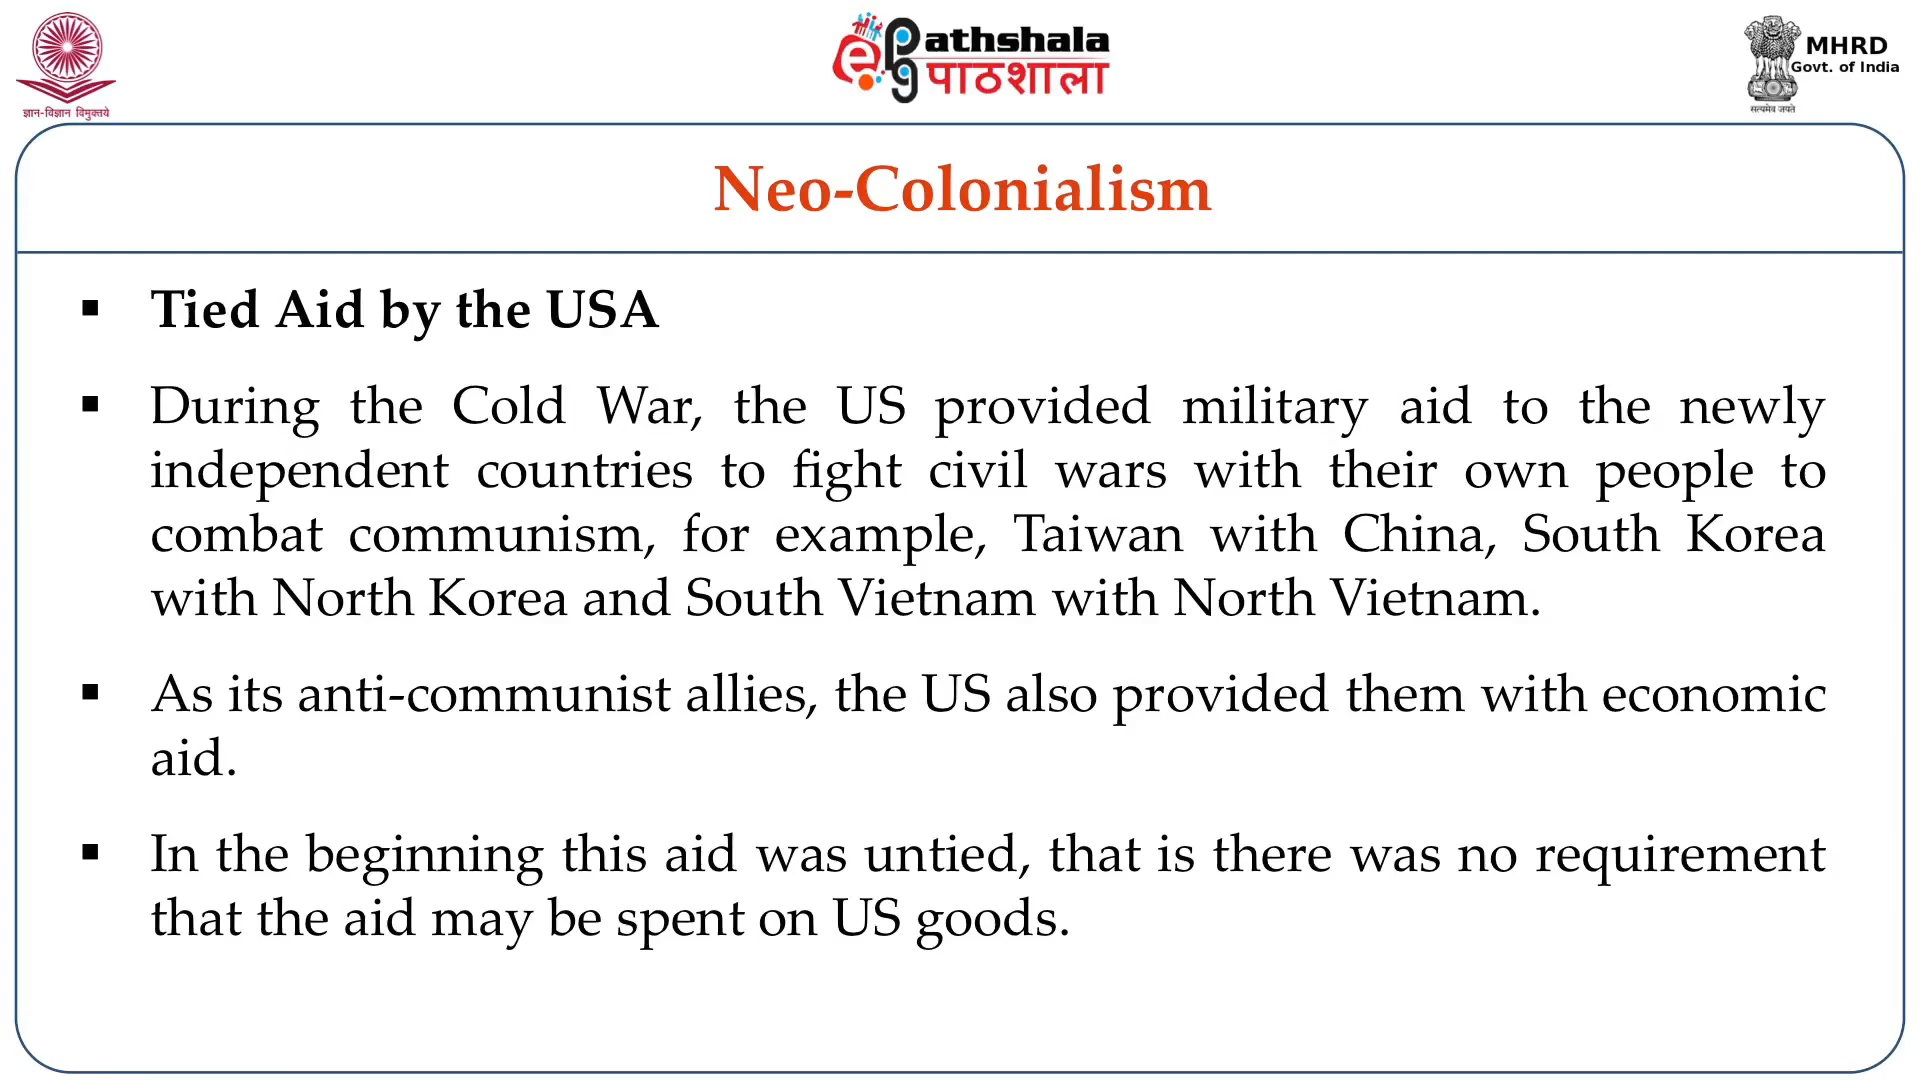 ज्ञान-विज्ञान विमुक्तये
e
pg
athshala
पाठशाला
MHRD
Govt. of India
सत्यमेव जयते
Neo-Colonialism
▪ Tied Aid by the USA
▪ During the Cold War, the US provided military aid to the newly
independent countries to fight civil wars with their own people to
combat communism, for example, Taiwan with China, South Korea
with North Korea and South Vietnam with North Vietnam.
▪ As its anti-communist allies, the US also provided them with economic
aid.
▪ In the beginning this aid was untied, that is there was no requirement
that the aid may be spent on US goods.